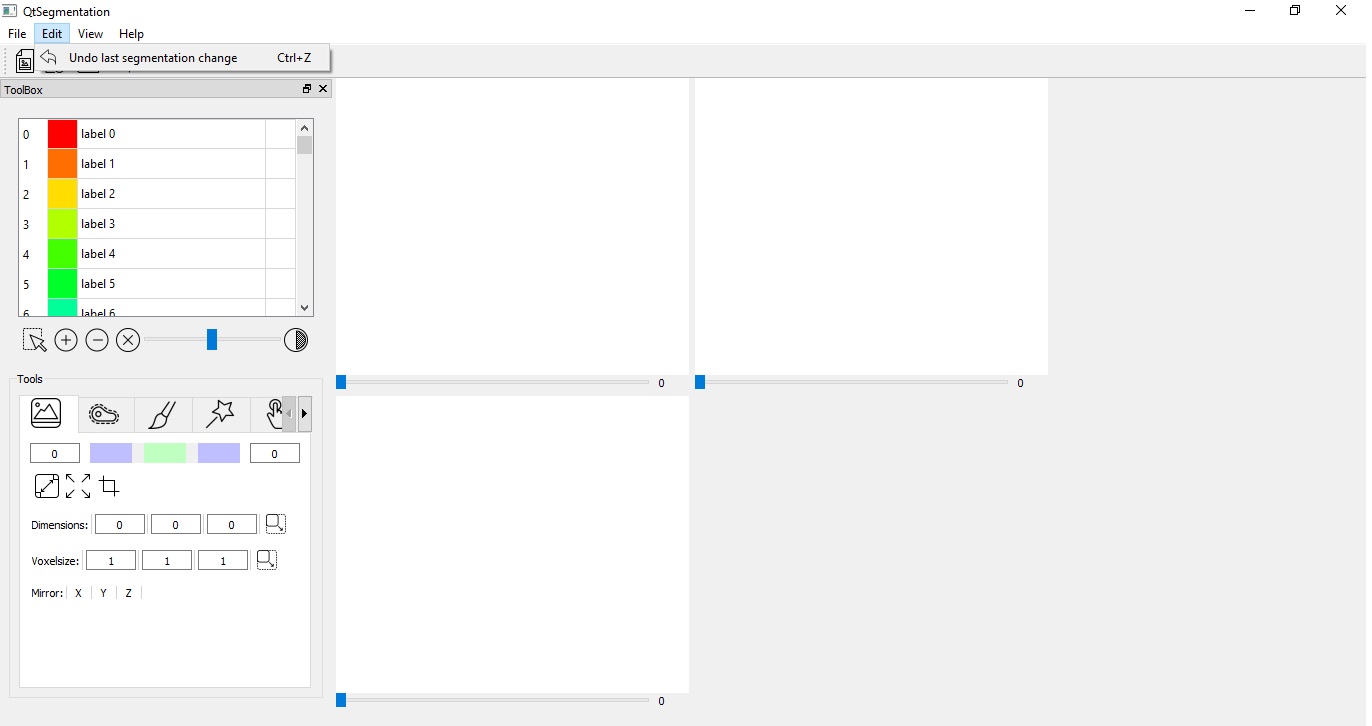 QtSegmentation
File Edit View Help
Undo last segmentation change Ctrl+Z
ToolBox
0 label 0
1 label 1
2 label 2
3 label 3
4 label 4
5 label 5
6 label 6
Tools
0 0
Dimensions: 0 0 0
Voxelsize: 1 1 1
Mirror: X Y Z
0
0
0